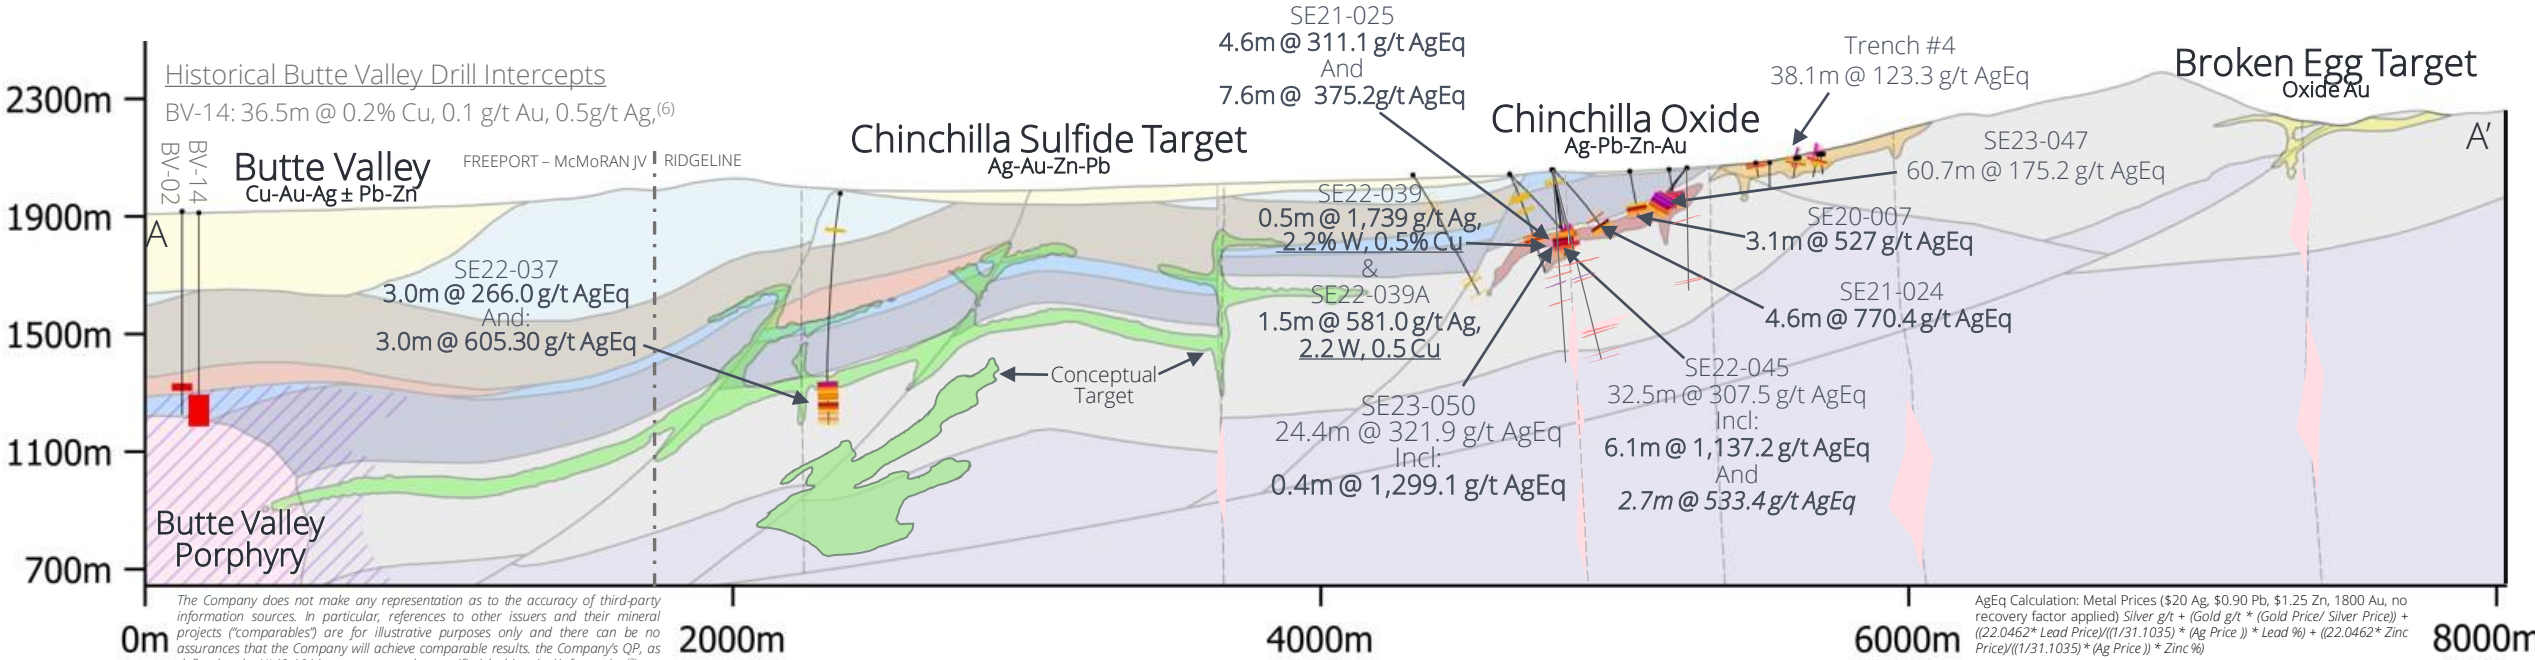 SE21-025
4.6m @ 311.1 g/t AgEq
And
7.6m @ 375.2g/t AgEq
Trench #4
38.1m @ 123.3 g/t AgEq
Broken Egg Target
Oxide Au
2300m
1900m
1500m
1100m
700m
Historical Butte Valley Drill Intercepts
BV-14: 36.5m @ 0.2% Cu, 0.1 g/t Au, 0.5g/t Ag,(6)
BV-02
BV-14
Butte Valley
Cu-Au-Ag ± Pb-Zn
FREEPORT – McMoRAN JV
RIDGELINE
Chinchilla Sulfide Target
Ag-Au-Zn-Pb
Chinchilla Oxide
Ag-Pb-Zn-Au
A
A'
SE23-047
60.7m @ 175.2 g/t AgEq
SE22-039
0.5m @ 1,739 g/t Ag,
2.2% W, 0.5% Cu
&
SE22-039A
1.5m @ 581.0 g/t Ag,
2.2 W, 0.5 Cu
SE20-007
3.1m @ 527 g/t AgEq
SE21-024
4.6m @ 770.4 g/t AgEq
SE22-037
3.0m @ 266.0 g/t AgEq
And:
3.0m @ 605.30 g/t AgEq
Conceptual
Target
SE22-045
32.5m @ 307.5 g/t AgEq
Incl:
6.1m @ 1,137.2 g/t AgEq
And
2.7m @ 533.4 g/t AgEq
SE23-050
24.4m @ 321.9 g/t AgEq
Incl:
0.4m @ 1,299.1 g/t AgEq
Butte Valley
Porphyry
0m
2000m
4000m
6000m
8000m
The Company does not make any representation as to the accuracy of third-party
information sources. In particular, references to other issuers and their mineral
projects ("comparables") are for illustrative purposes only and there can be no
assurances that the Company will achieve comparable results. the Company's QP, as
AgEq Calculation: Metal Prices ($20 Ag, $0.90 Pb, $1.25 Zn, 1800 Au, no
recovery factor applied) Silver g/t + (Gold g/t * (Gold Price/ Silver Price)) +
((22.0462* Lead Price)/((1/31.1035) * (Ag Price )) * Lead %) + ((22.0462* Zinc
Price)/((1/31.1035) * (Ag Price )) * Zinc %)